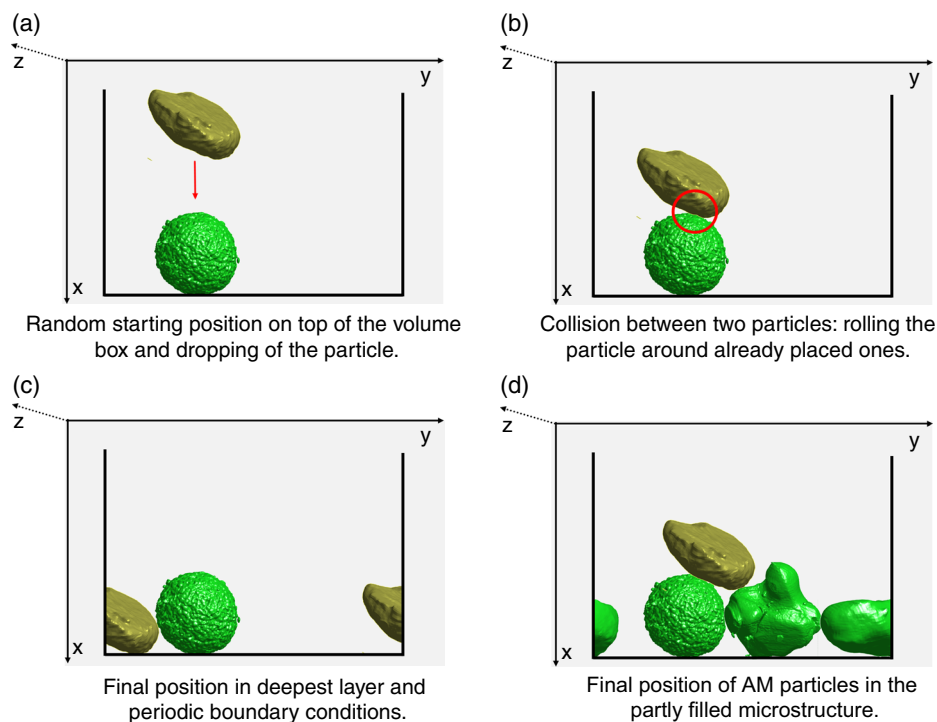 (a)
z
y
x
Random starting position on top of the volume
box and dropping of the particle.
(b)
z
y
x
Collision between two particles: rolling the
particle around already placed ones.
(c)
z
y
x
Final position in deepest layer and
periodic boundary conditions.
(d)
z
y
x
Final position of AM particles in the
partly filled microstructure.